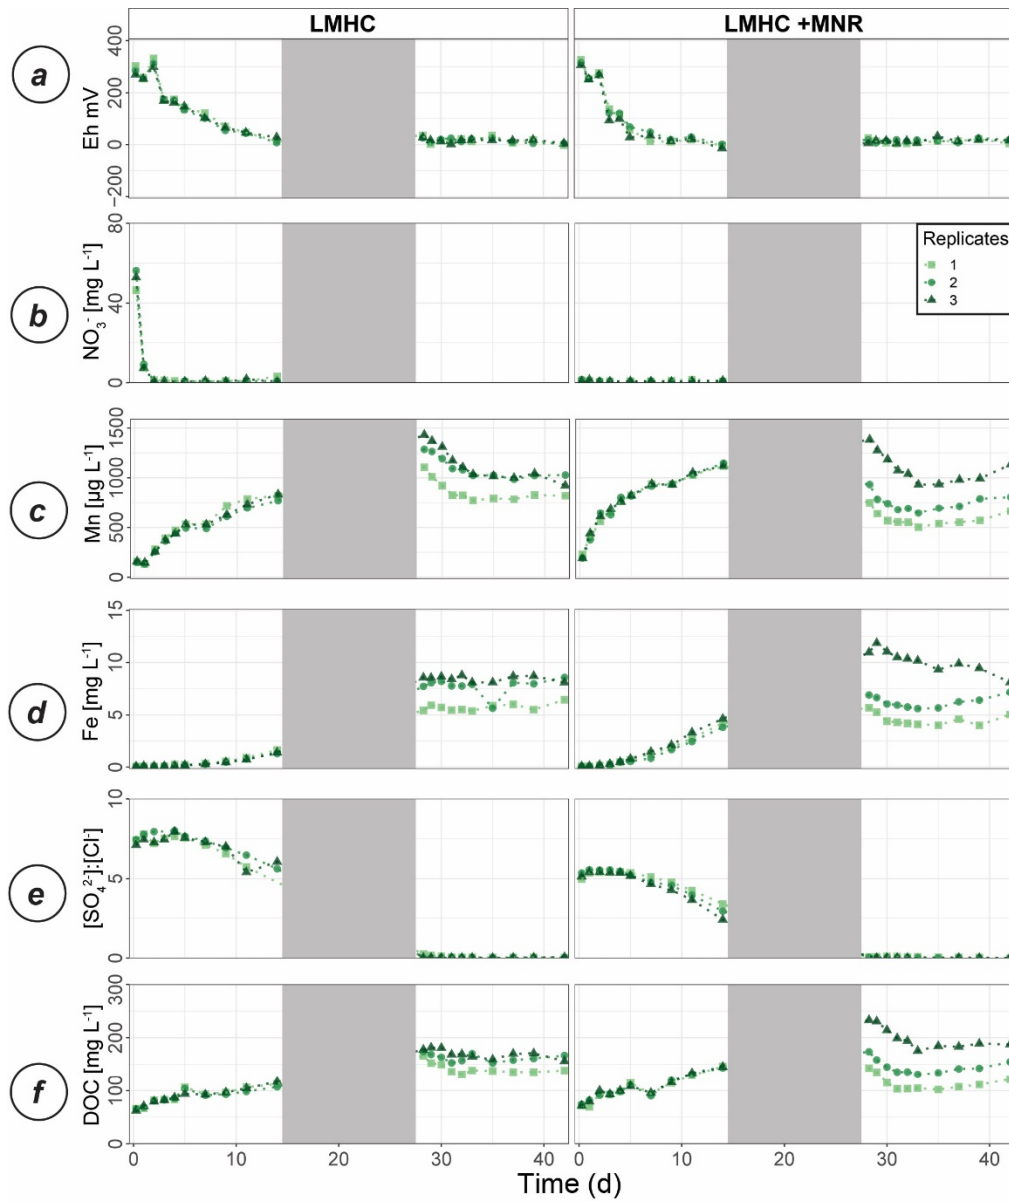 LMHC LMHC +MNR
a
Eh mV
400
200
0
−200
b
NO₃⁻ [mg L⁻¹]
80
40
0
Replicates
1
2
3
c
Mn [µg L⁻¹]
1500
1000
500
0
d
Fe [mg L⁻¹]
15
10
5
0
e
[SO₄²⁻]:[Cl⁻]
10
5
0
f
DOC [mg L⁻¹]
300
200
100
0
0 10 20 30 40 0 10 20 30 40
Time (d)